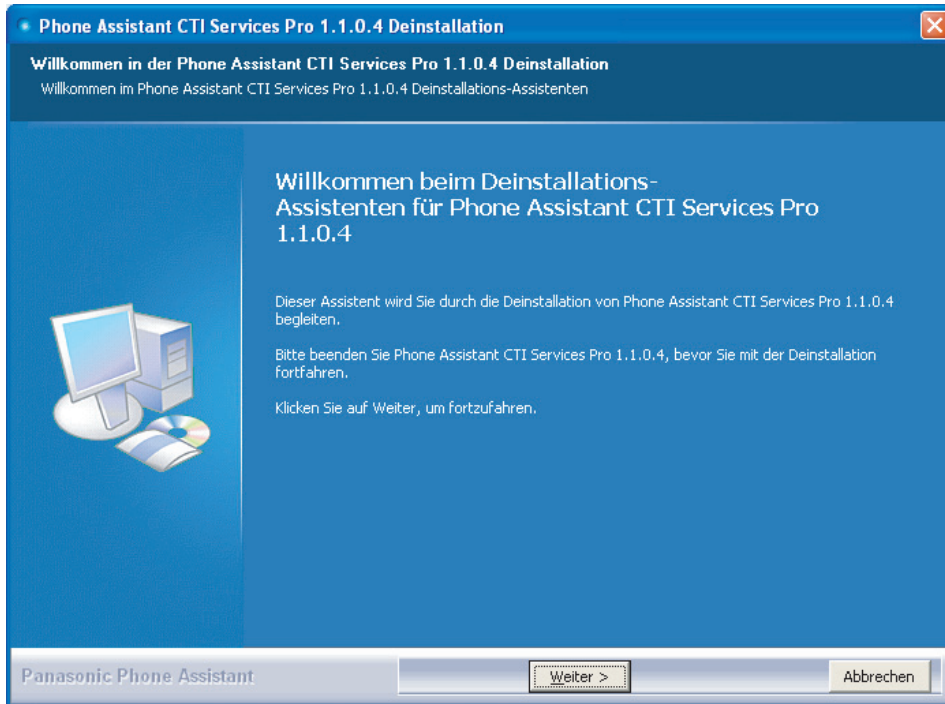 Phone Assistant CTI Services Pro 1.1.0.4 Deinstallation
Willkommen in der Phone Assistant CTI Services Pro 1.1.0.4 Deinstallation
Willkommen im Phone Assistant CTI Services Pro 1.1.0.4 Deinstallations-Assistenten
Willkommen beim Deinstallations-
Assistenten für Phone Assistant CTI Services Pro
1.1.0.4
Dieser Assistent wird Sie durch die Deinstallation von Phone Assistant CTI Services Pro 1.1.0.4
begleiten.
Bitte beenden Sie Phone Assistant CTI Services Pro 1.1.0.4, bevor Sie mit der Deinstallation
fortfahren.
Klicken Sie auf Weiter, um fortzufahren.
Panasonic Phone Assistant
Weiter >
Abbrechen